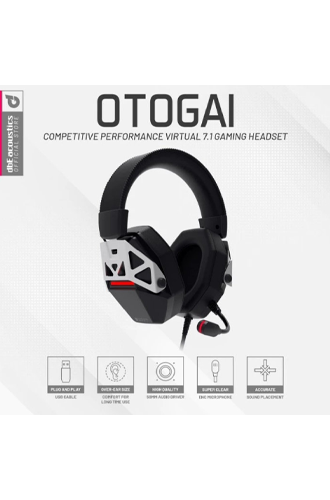 dbE acoustics
OFFICIAL STORE
OTOGAI
COMPETITIVE PERFORMANCE VIRTUAL 7.1 GAMING HEADSET
PLUG AND PLAY
USB CABLE
OVER-EAR SIZE
COMFORT FOR
LONG TIME USE
HIGH QUALITY
50MM AUDIO DRIVER
SUPER CLEAR
ENC MICROPHONE
ACCURATE
SOUND PLACEMENT